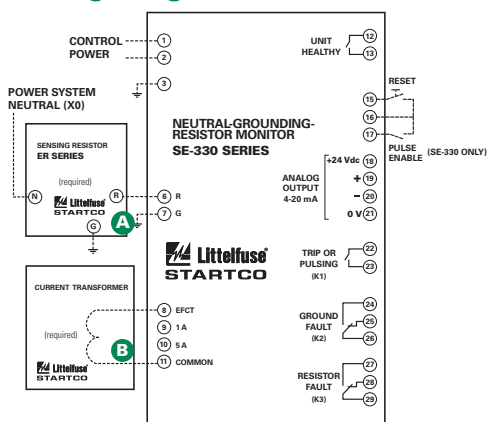 CONTROL
POWER
1
2
3
POWER SYSTEM
NEUTRAL (X0)
SENSING RESISTOR
ER SERIES
(required)
N
R
G
Littelfuse
STARTCO
A
6 R
7 G
CURRENT TRANSFORMER
(required)
B
Littelfuse
STARTCO
8 EFCT
9 1 A
10 5 A
11 COMMON
NEUTRAL-GROUNDING-
RESISTOR MONITOR
SE-330 SERIES
Littelfuse
STARTCO
UNIT
HEALTHY
12
13
RESET
15
16
17
PULSE
ENABLE
(SE-330 ONLY)
ANALOG
OUTPUT
4-20 mA
+24 Vdc 18
+ 19
– 20
0 V 21
TRIP OR
PULSING
(K1)
22
23
GROUND
FAULT
(K2)
24
25
26
RESISTOR
FAULT
(K3)
27
28
29